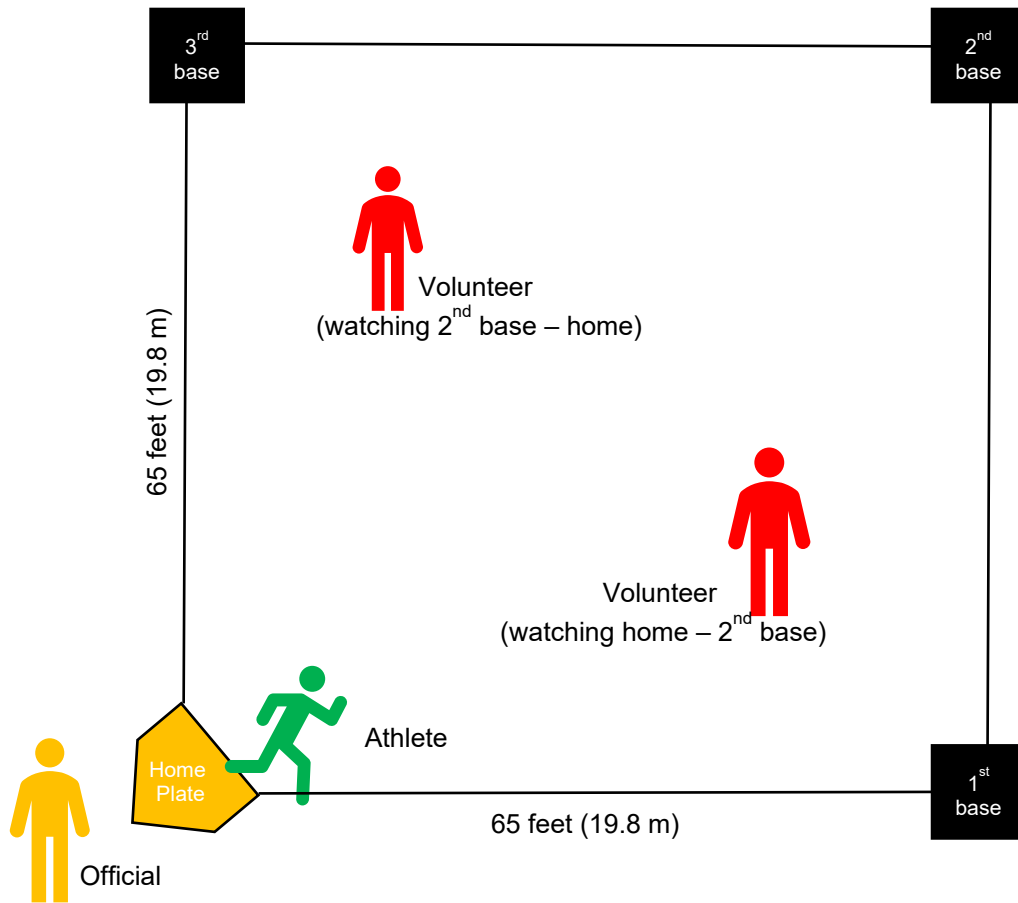 3rd
base
2nd
base
Volunteer
(watching 2nd base – home)
65 feet (19.8 m)
Volunteer
(watching home – 2nd base)
Athlete
Home
Plate
1st
base
65 feet (19.8 m)
Official